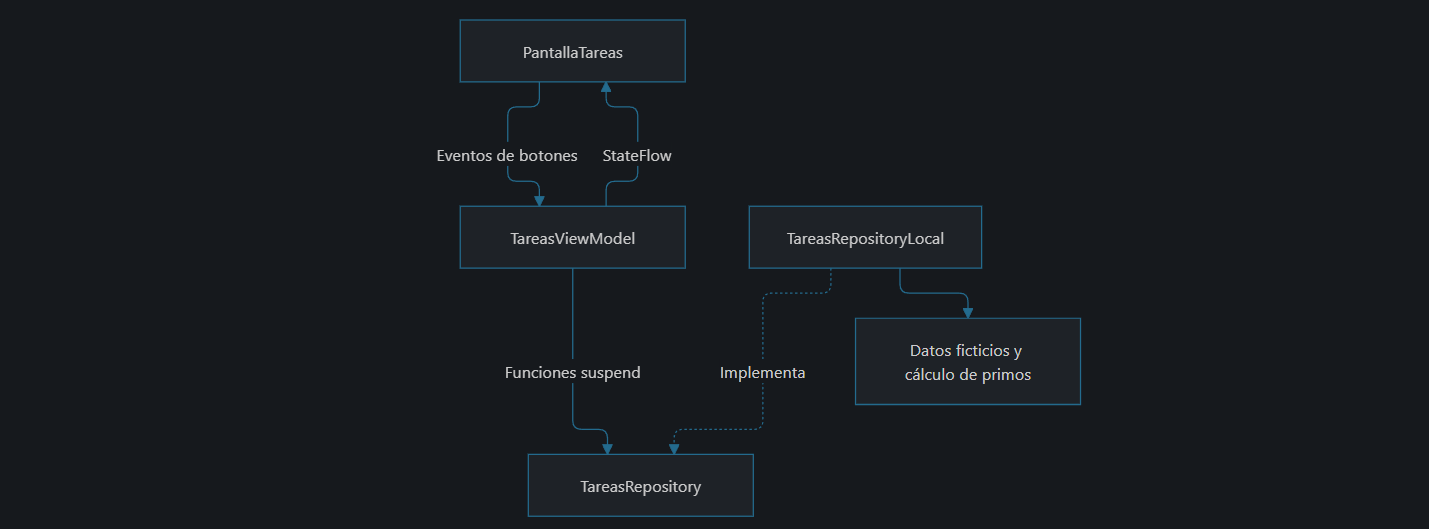 PantallaTareas
Eventos de botones
StateFlow
TareasViewModel
TareasRepositoryLocal
Datos ficticios y
cálculo de primos
Funciones suspend
Implementa
TareasRepository